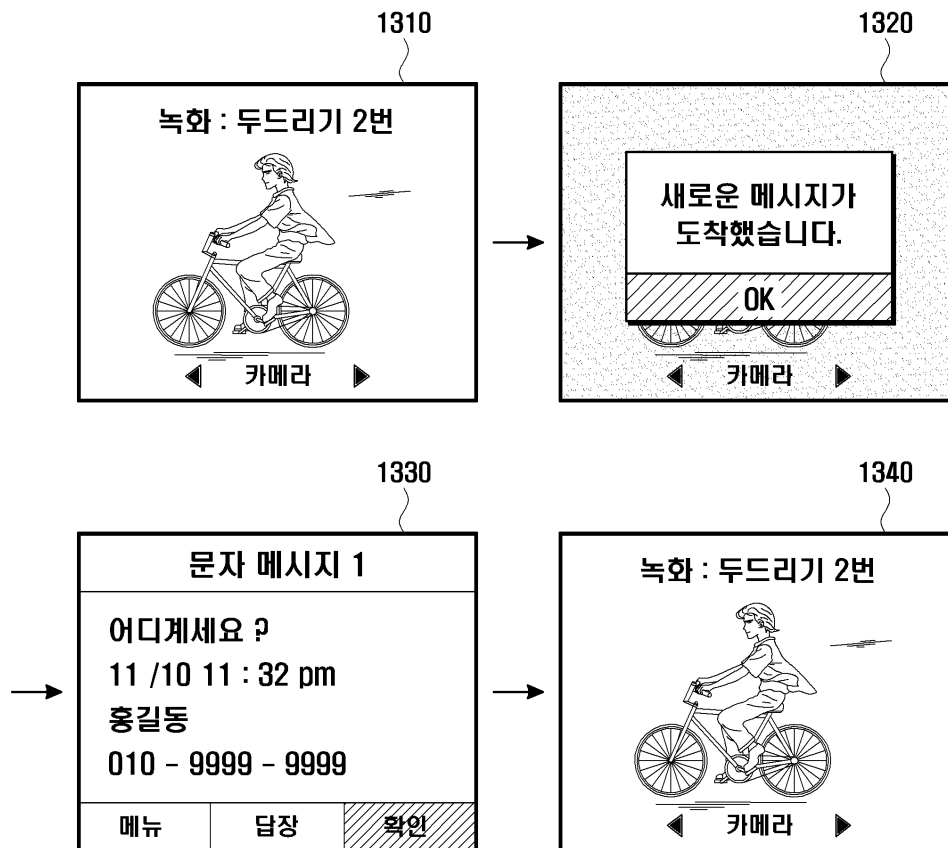 1310
녹화 : 두드리기 2번
◀ 카메라 ▶
1320
새로운 메시지가
도착했습니다.
OK
◀ 카메라 ▶
1330
문자 메시지 1
어디계세요 ?
11 /10 11 : 32 pm
홍길동
010 - 9999 - 9999
메뉴 답장 확인
1340
녹화 : 두드리기 2번
◀ 카메라 ▶